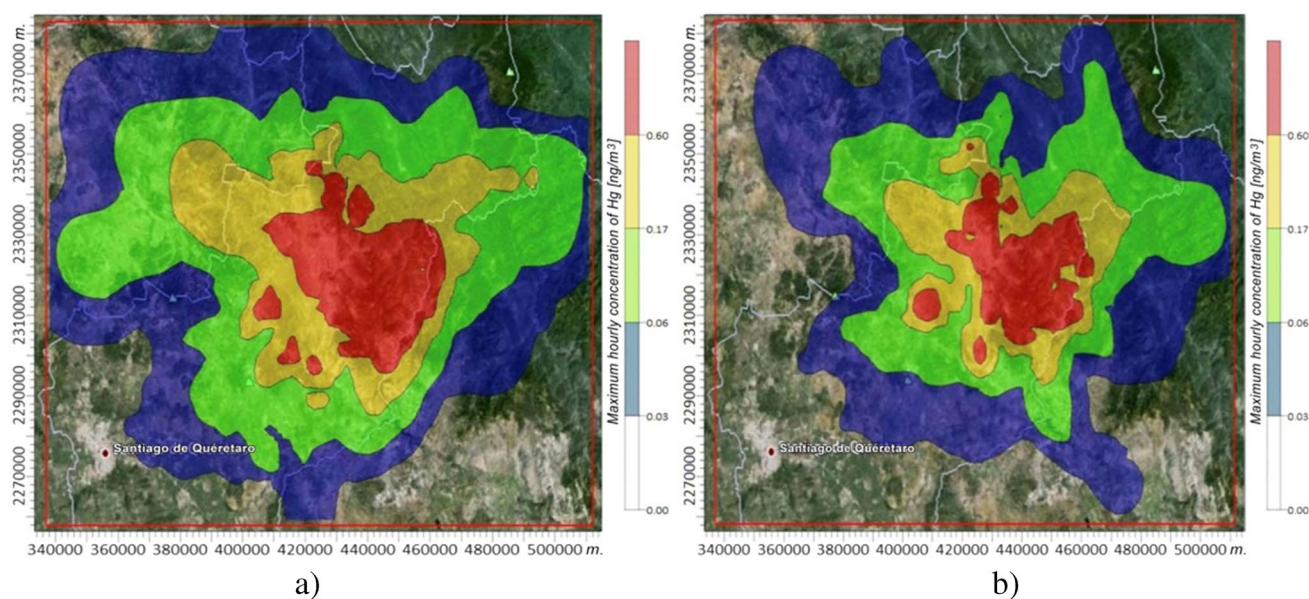 2370000 m.
2350000
2330000
2310000
2290000
2270000
340000 360000 380000 400000 420000 440000 460000 480000 500000 m.
Santiago de Quéretaro
Maximum hourly concentration of Hg [ng/m³]
0.60
0.17
0.06
0.03
0.00
a)
2370000 m.
2350000
2330000
2310000
2290000
2270000
340000 360000 380000 400000 420000 440000 460000 480000 500000 m.
Santiago de Quéretaro
Maximum hourly concentration of Hg [ng/m³]
0.60
0.17
0.06
0.03
0.00
b)